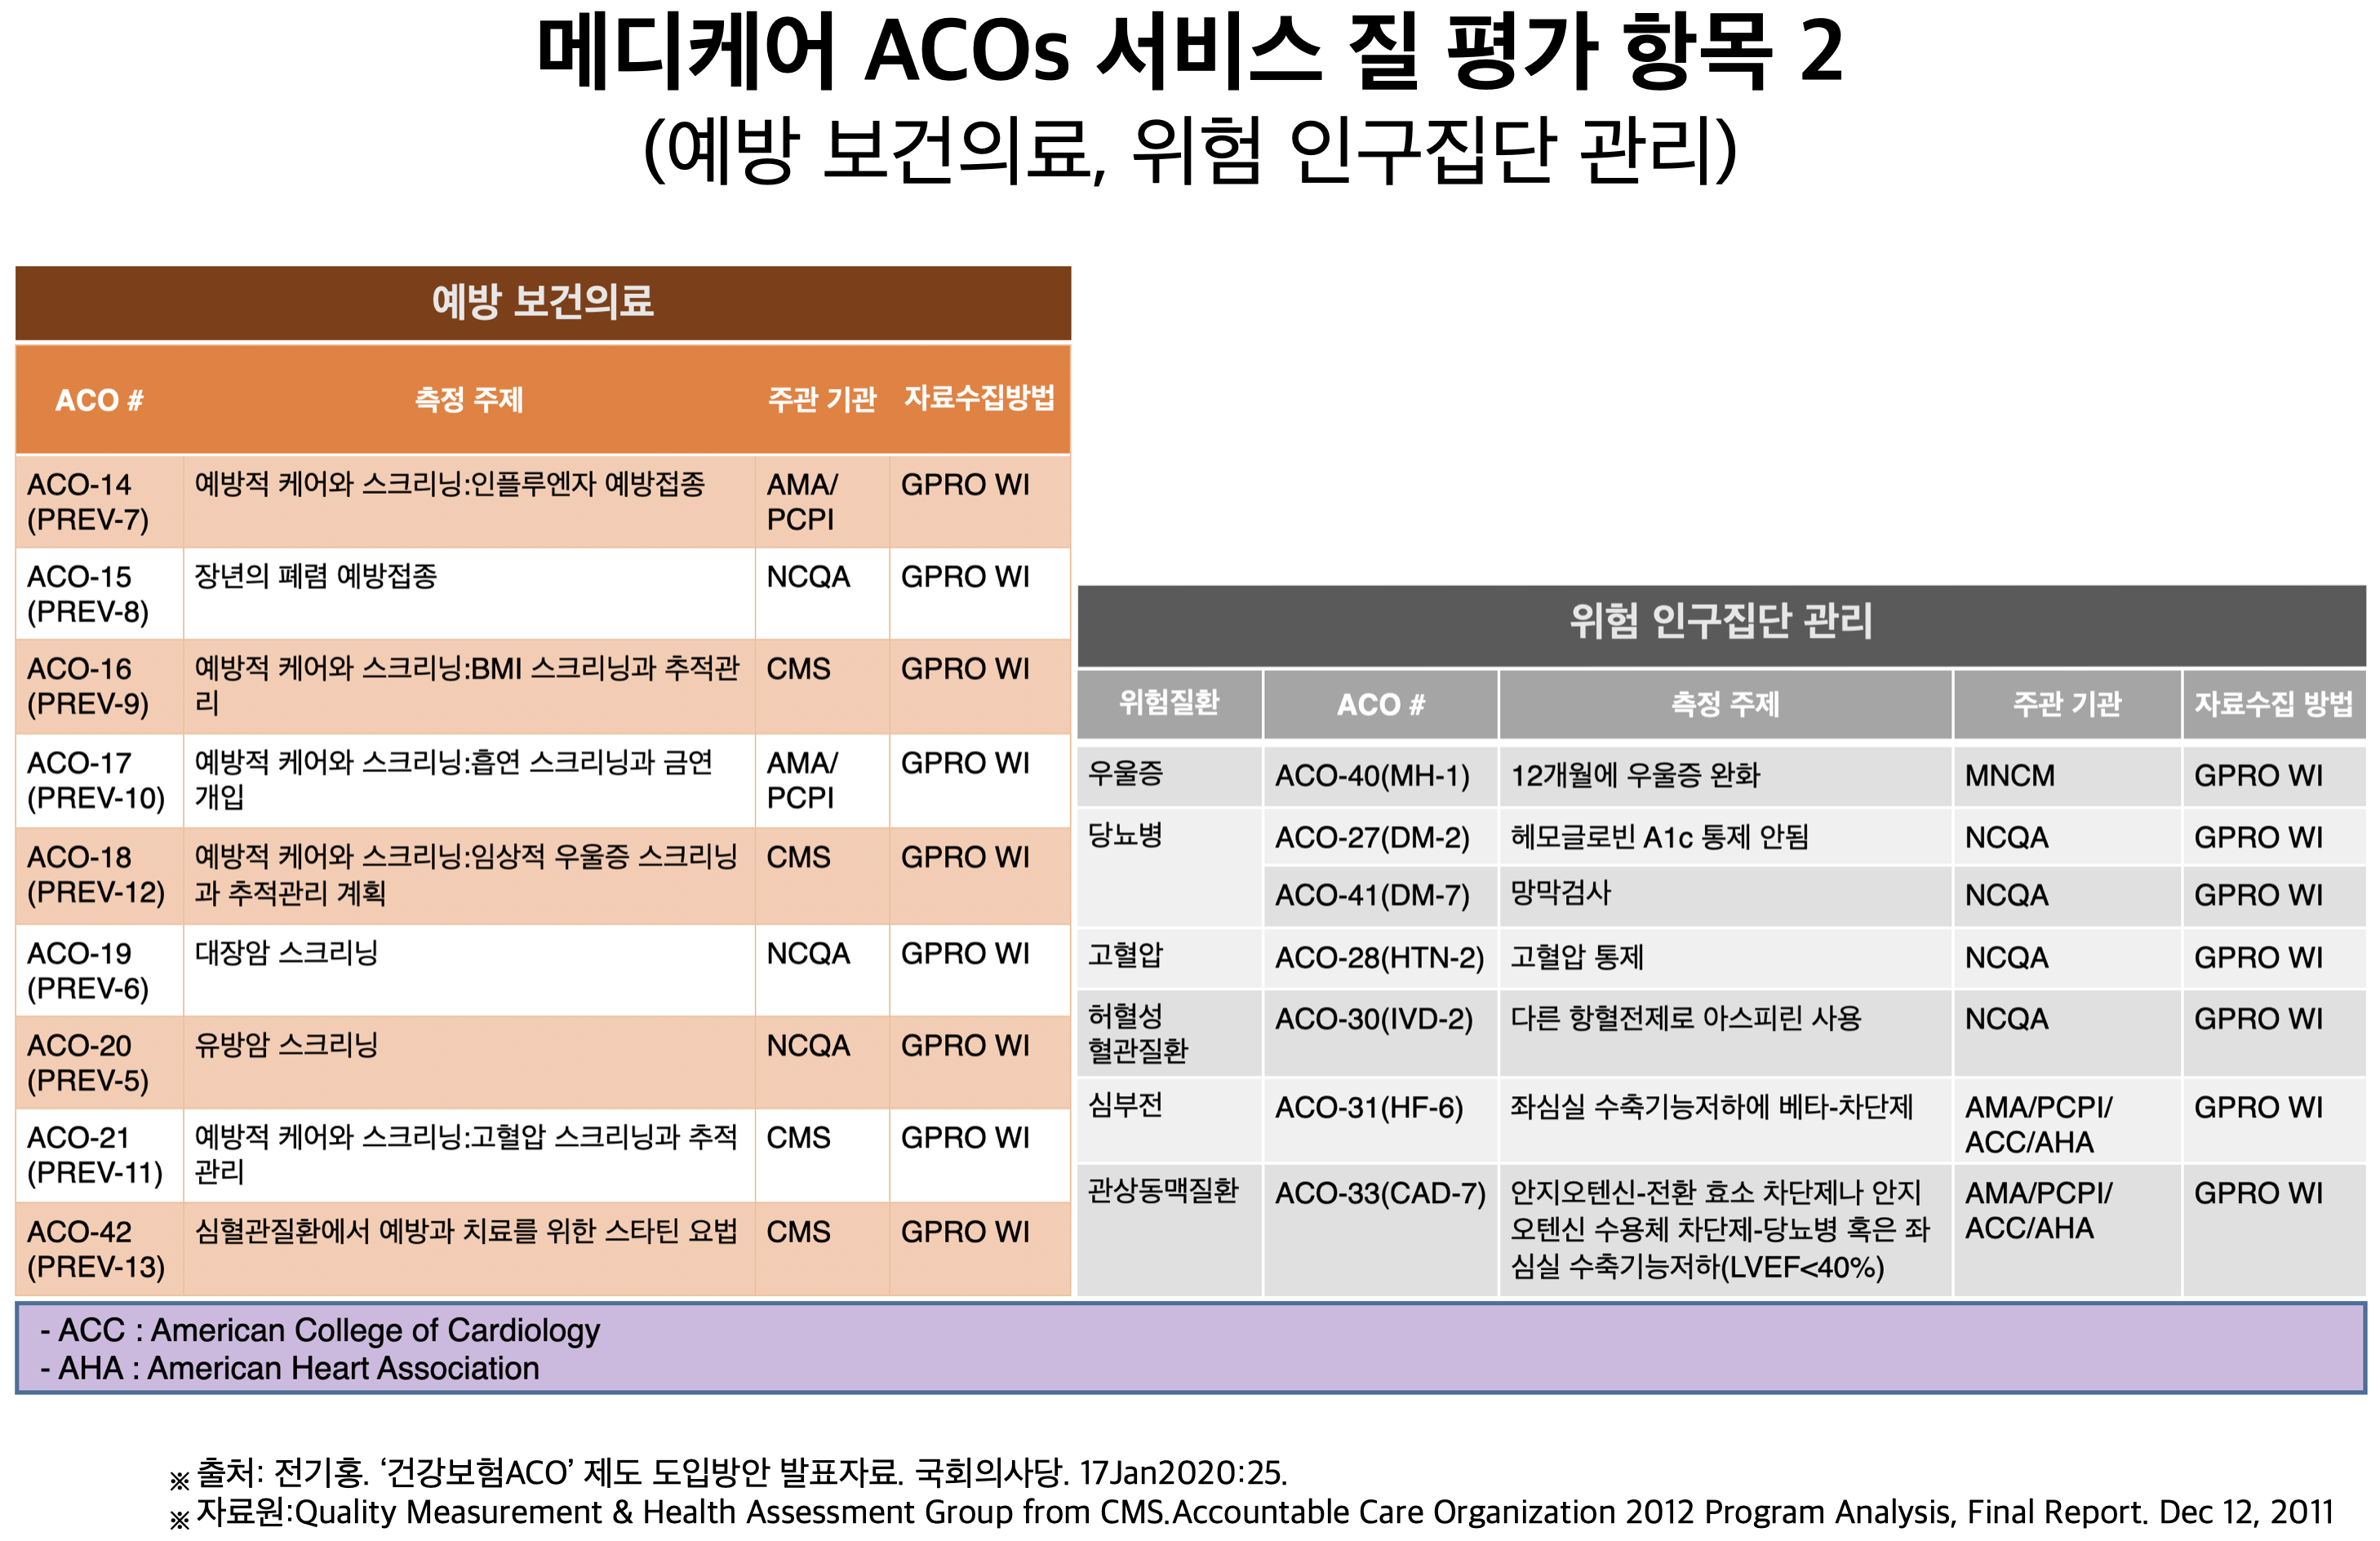 메디케어 ACOs 서비스 질 평가 항목 2
(예방 보건의료, 위험 인구집단 관리)
예방 보건의료
ACO # 측정 주제 주관 기관 자료수집방법
ACO-14 예방적 케어와 스크리닝:인플루엔자 예방접종 AMA/ GPRO WI
(PREV-7) PCPI
ACO-15 장년의 폐렴 예방접종 NCQA GPRO WI
(PREV-8)
ACO-16 예방적 케어와 스크리닝:BMI 스크리닝과 추적관 CMS GPRO WI
(PREV-9) 리
ACO-17 예방적 케어와 스크리닝:흡연 스크리닝과 금연 AMA/ GPRO WI
(PREV-10) 개입 PCPI
ACO-18 예방적 케어와 스크리닝:임상적 우울증 스크리닝 CMS GPRO WI
(PREV-12) 과 추적관리 계획
ACO-19 대장암 스크리닝 NCQA GPRO WI
(PREV-6)
ACO-20 유방암 스크리닝 NCQA GPRO WI
(PREV-5)
ACO-21 예방적 케어와 스크리닝:고혈압 스크리닝과 추적 CMS GPRO WI
(PREV-11) 관리
ACO-42 심혈관질환에서 예방과 치료를 위한 스타틴 요법 CMS GPRO WI
(PREV-13)
위험 인구집단 관리
위험질환 ACO # 측정 주제 주관 기관 자료수집 방법
우울증 ACO-40(MH-1) 12개월에 우울증 완화 MNCM GPRO WI
당뇨병 ACO-27(DM-2) 헤모글로빈 A1c 통제 안됨 NCQA GPRO WI
ACO-41(DM-7) 망막검사 NCQA GPRO WI
고혈압 ACO-28(HTN-2) 고혈압 통제 NCQA GPRO WI
허혈성 ACO-30(IVD-2) 다른 항혈전제로 아스피린 사용 NCQA GPRO WI
혈관질환
심부전 ACO-31(HF-6) 좌심실 수축기능저하에 베타-차단제 AMA/PCPI/ GPRO WI
ACC/AHA
관상동맥질환 ACO-33(CAD-7) 안지오텐신-전환 효소 차단제나 안지 AMA/PCPI/ GPRO WI
오텐신 수용체 차단제-당뇨병 혹은 좌 ACC/AHA
심실 수축기능저하(LVEF<40%)
- ACC : American College of Cardiology
- AHA : American Heart Association
※ 출처: 전기홍. ‘건강보험ACO’ 제도 도입방안 발표자료. 국회의사당. 17Jan2020:25.
※ 자료원:Quality Measurement & Health Assessment Group from CMS.Accountable Care Organization 2012 Program Analysis, Final Report. Dec 12, 2011